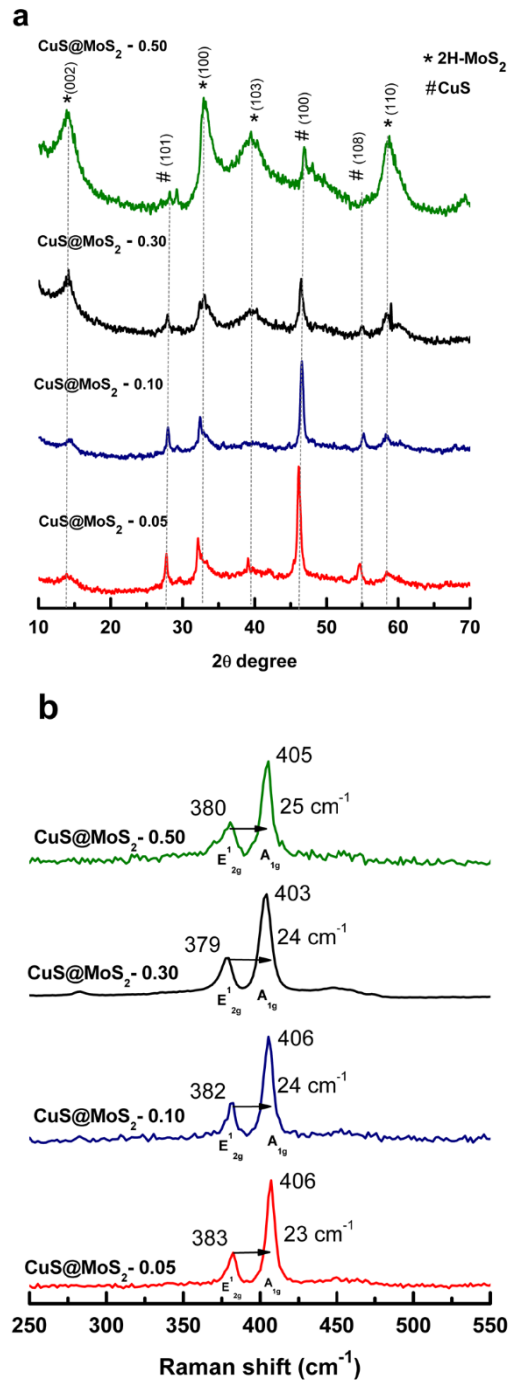 a
CuS@MoS₂ - 0.50
*(002)
# (101)
*(100)
*(103)
# (100)
# (108)
*(110)
* 2H-MoS₂
#CuS
CuS@MoS₂ - 0.30
CuS@MoS₂ - 0.10
CuS@MoS₂ - 0.05
10 20 30 40 50 60 70
2θ degree
b
405
380
25 cm⁻¹
CuS@MoS₂- 0.50
E¹₂g A₁g
403
379
24 cm⁻¹
CuS@MoS₂- 0.30
E¹₂g A₁g
406
382
24 cm⁻¹
CuS@MoS₂- 0.10
E¹₂g A₁g
406
383
23 cm⁻¹
CuS@MoS₂- 0.05
E¹₂g A₁g
250 300 350 400 450 500 550
Raman shift (cm⁻¹)